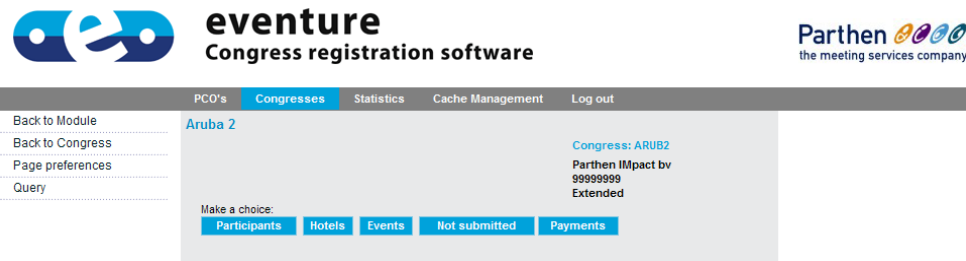 eventure
Congress registration software
Parthen
the meeting services company
PCO's Congresses Statistics Cache Management Log out
Back to Module
Back to Congress
Page preferences
Query
Aruba 2
Congress: ARUB2
Parthen IMpact bv
99999999
Extended
Make a choice:
Participants Hotels Events Not submitted Payments